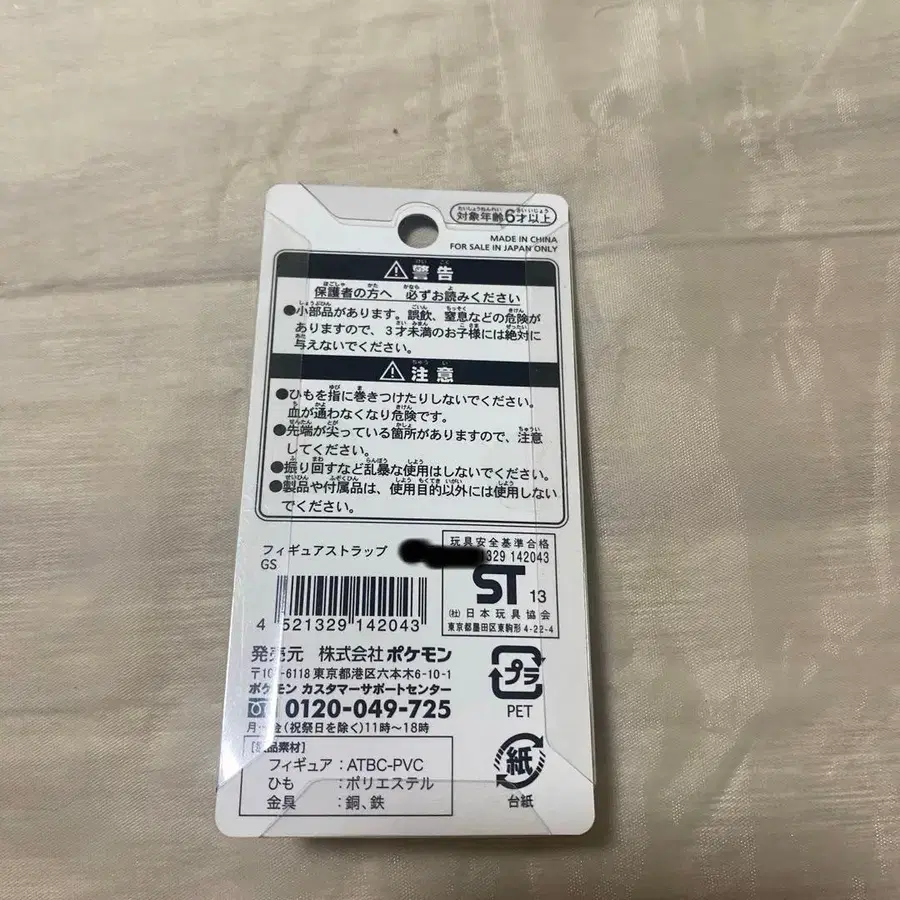 対象年齢6才以上
MADE IN CHINA
FOR SALE IN JAPAN ONLY
警告
保護者の方へ 必ずお読みください
●小部品があります。誤飲、窒息などの危険が
ありますので、3才未満のお子様には絶対に
与えないでください。
注意
●ひもを指に巻きつけたりしないでください。
血が通わなくなり危険です。
●先端が尖っている箇所がありますので、注意
してください。
●振り回すなど乱暴な使用はしないでください。
●製品や付属品は、使用目的以外には使用しない
でください。
フィギュアストラップ
GS
4 521329 142043
玩具安全基準合格
329 142043
ST 13
(社)日本玩具協会
東京都墨田区東駒形 4-22-4
発売元 株式会社 ポケモン
-6118 東京都港区六本木6-10-1
ポケモン カスタマーサポートセンター
0120-049-725
月 金(祝祭日を除く)11時〜18時
品素材]
フィギュア:ATBC-PVC
ひも :ポリエステル
金具 :銅、鉄
プラ
PET
紙
台紙